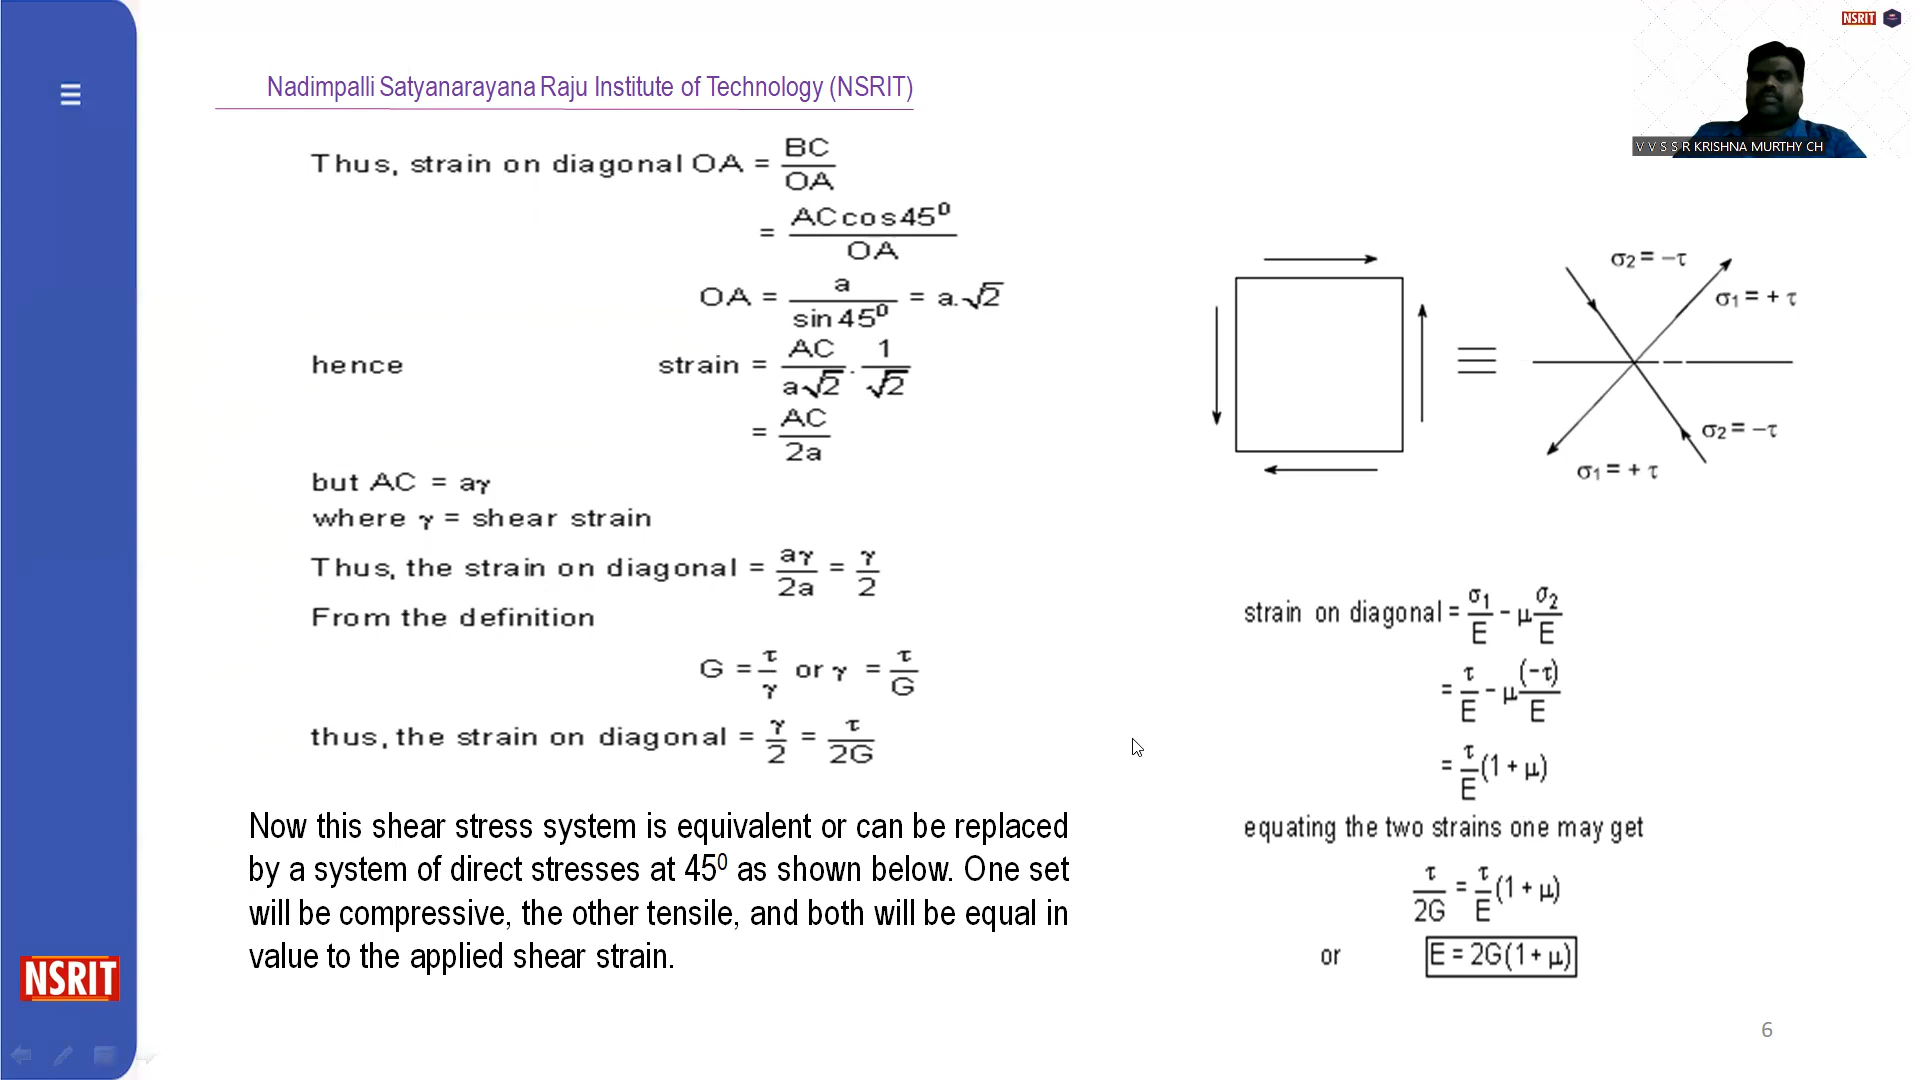 NSRIT
Nadimpalli Satyanarayana Raju Institute of Technology (NSRIT)
V V S S R KRISHNA MURTHY CH
Thus, strain on diagonal OA = BC/OA
= AC cos45⁰/OA
OA = a/sin 45⁰ = a.√2
hence strain = AC/a√2 . 1/√2
= AC/2a
but AC = aγ
where γ = shear strain
Thus, the strain on diagonal = aγ/2a = γ/2
From the definition
G = τ/γ or γ = τ/G
thus, the strain on diagonal = γ/2 = τ/2G
Now this shear stress system is equivalent or can be replaced
by a system of direct stresses at 45⁰ as shown below. One set
will be compressive, the other tensile, and both will be equal in
value to the applied shear strain.
σ2 = −τ
σ1 = + τ
≡
σ2 = −τ
σ1 = + τ
strain on diagonal = σ1/E − μ σ2/E
= τ/E − μ (−τ)/E
= τ/E (1 + μ)
equating the two strains one may get
τ/2G = τ/E (1 + μ)
or E = 2G(1 + μ)
NSRIT
6